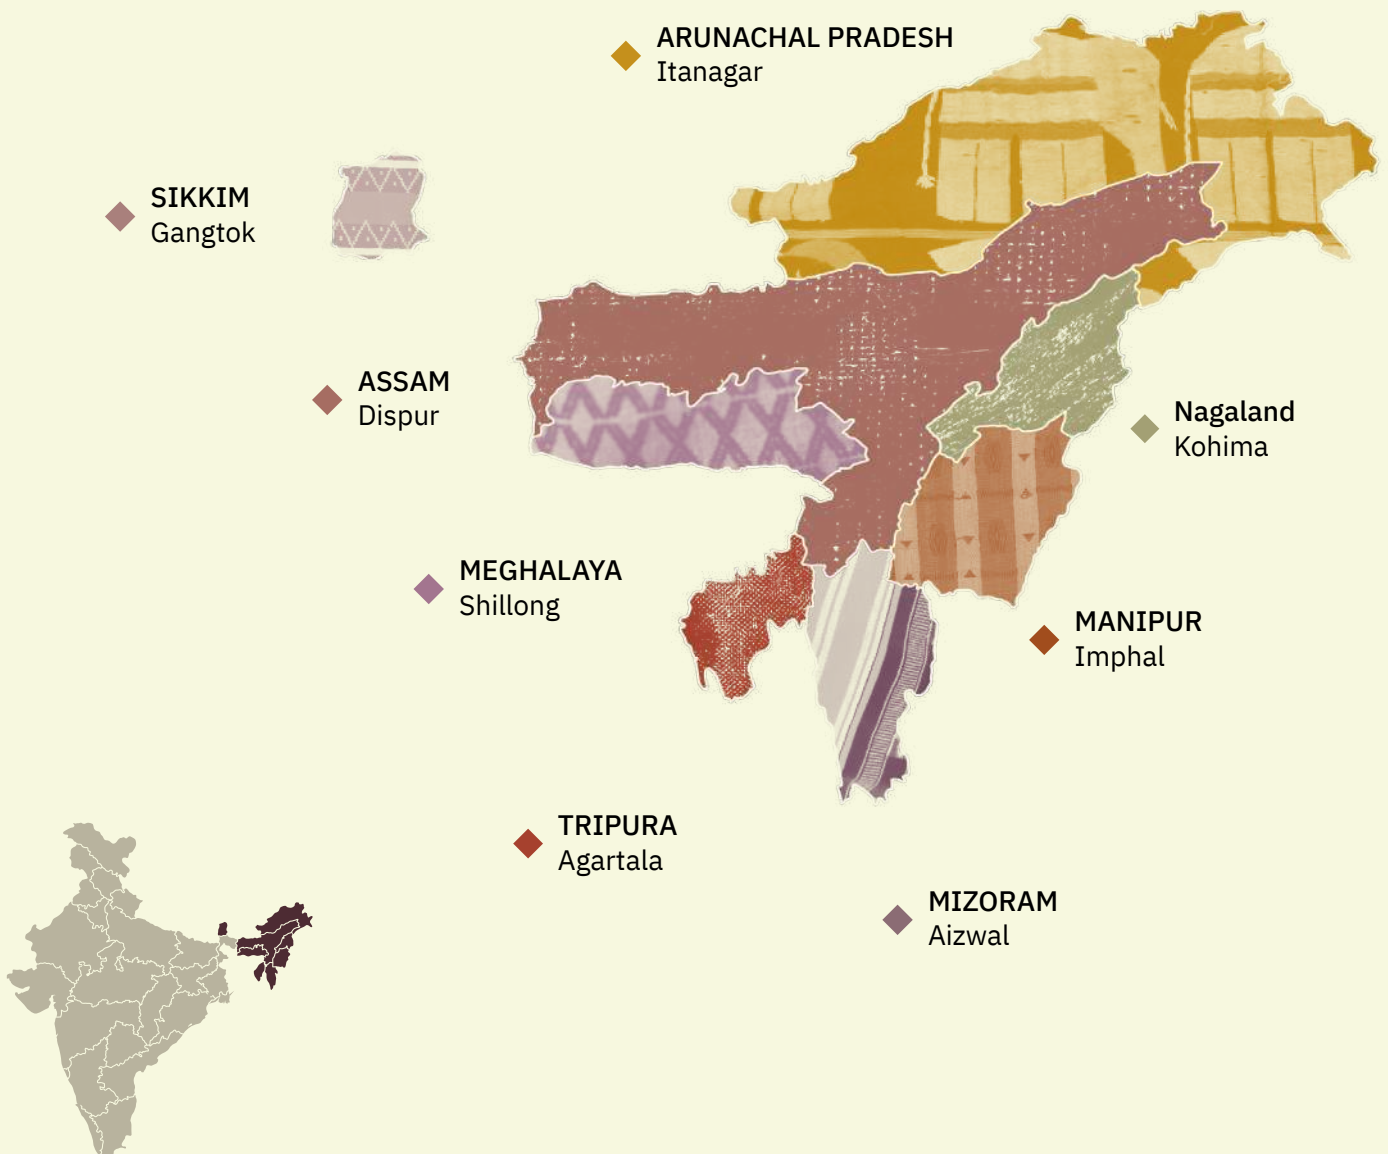 ARUNACHAL PRADESH
Itanagar
SIKKIM
Gangtok
ASSAM
Dispur
Nagaland
Kohima
MEGHALAYA
Shillong
MANIPUR
Imphal
TRIPURA
Agartala
MIZORAM
Aizwal